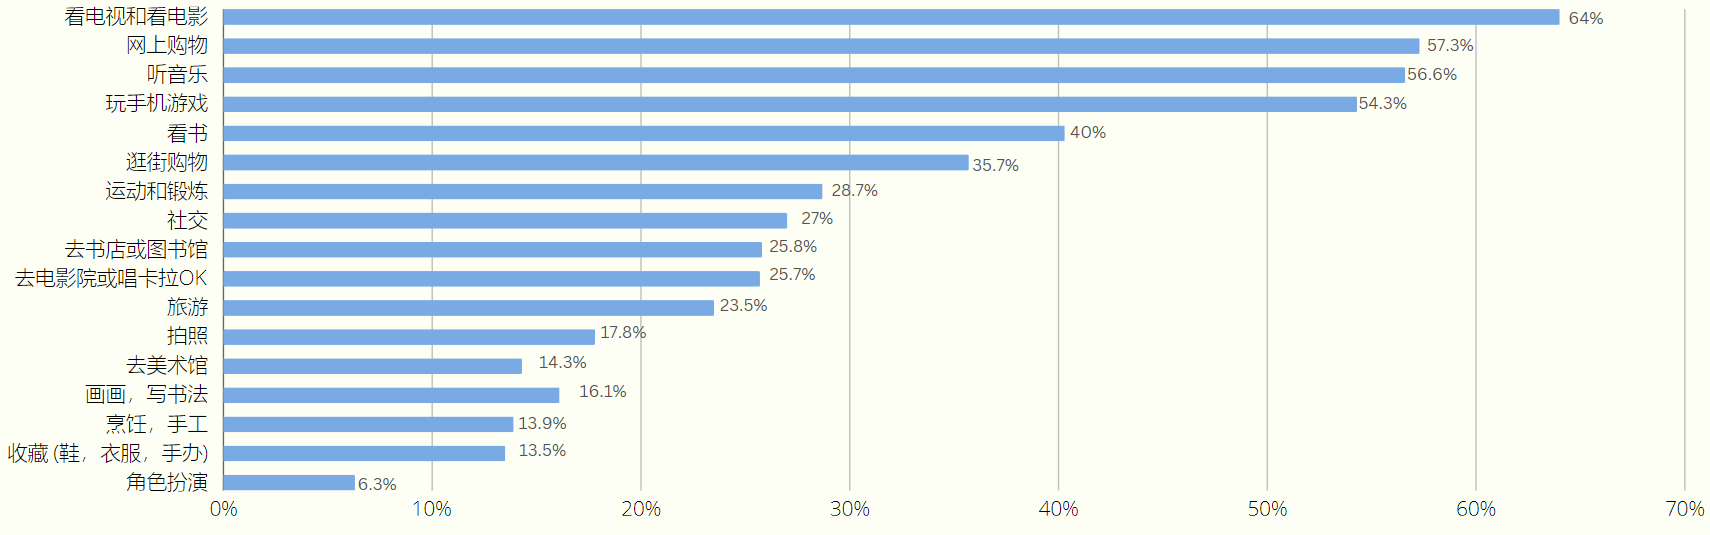 看电视和看电影 64%
网上购物 57.3%
听音乐 56.6%
玩手机游戏 54.3%
看书 40%
逛街购物 35.7%
运动和锻炼 28.7%
社交 27%
去书店或图书馆 25.8%
去电影院或唱卡拉OK 25.7%
旅游 23.5%
拍照 17.8%
去美术馆 14.3%
画画，写书法 16.1%
烹饪，手工 13.9%
收藏 (鞋，衣服，手办) 13.5%
角色扮演 6.3%
0% 10% 20% 30% 40% 50% 60% 70%